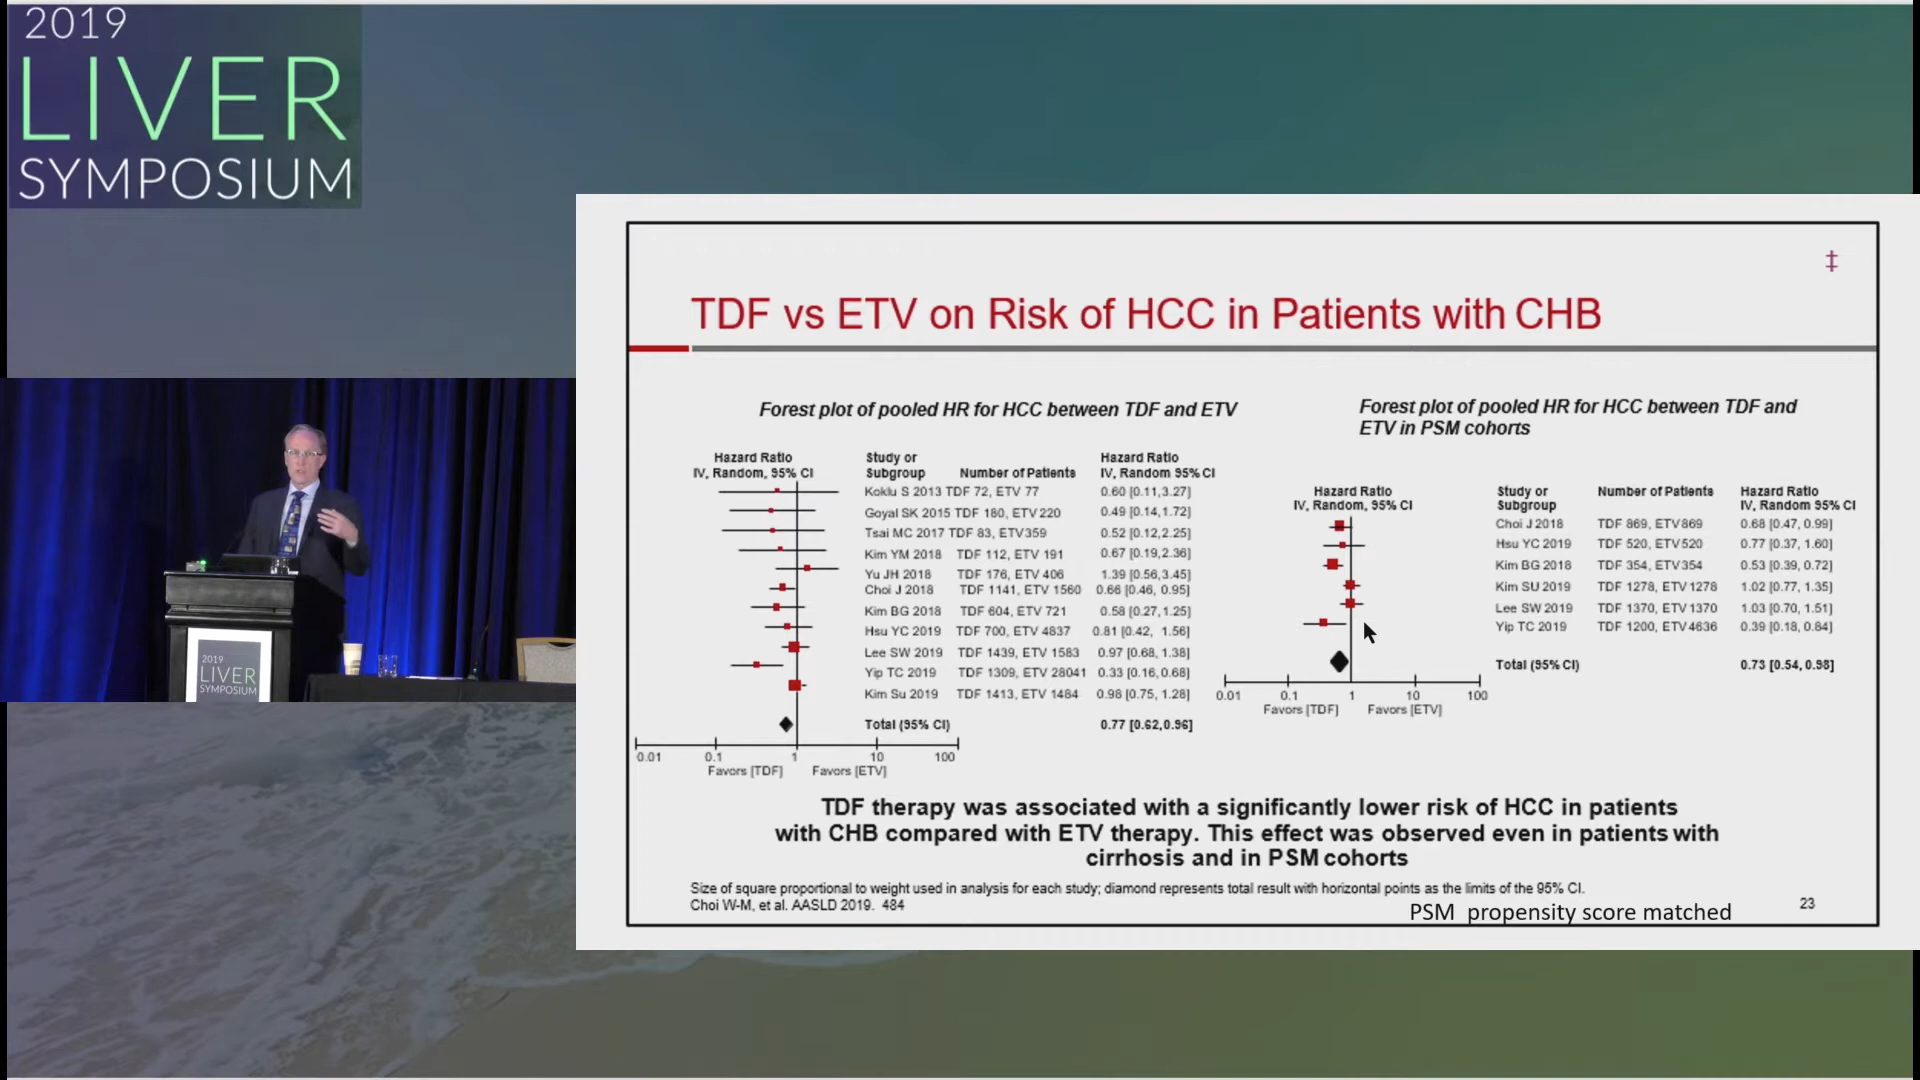 2019
LIVER
SYMPOSIUM
2019
LIVER
SYMPOSIUM
‡
TDF vs ETV on Risk of HCC in Patients with CHB
Forest plot of pooled HR for HCC between TDF and ETV
Hazard Ratio Study or Hazard Ratio
IV, Random, 95% CI Subgroup Number of Patients IV, Random 95% CI
Koklu S 2013 TDF 72, ETV 77 0.60 [0.11,3.27]
Goyal SK 2015 TDF 180, ETV 220 0.49 [0.14,1.72]
Tsai MC 2017 TDF 83, ETV359 0.52 [0.12,2.25]
Kim YM 2018 TDF 112, ETV 191 0.67 [0.19,2.36]
Yu JH 2018 TDF 176, ETV 406 1.39 [0.56,3.45]
Choi J 2018 TDF 1141, ETV 1560 0.66 [0.46, 0.95]
Kim BG 2018 TDF 604, ETV 721 0.58 [0.27,1.25]
Hsu YC 2019 TDF 700, ETV 4837 0.81 [0.42, 1.56]
Lee SW 2019 TDF 1439, ETV 1583 0.97 [0.68, 1.38]
Yip TC 2019 TDF 1309, ETV 28041 0.33 [0.16, 0.68]
Kim Su 2019 TDF 1413, ETV 1484 0.98 [0.75, 1.28]
Total (95% CI) 0.77 [0.62,0.96]
0.01 0.1 1 10 100
Favors [TDF] Favors [ETV]
Forest plot of pooled HR for HCC between TDF and
ETV in PSM cohorts
Hazard Ratio Study or Number of Patients Hazard Ratio
IV, Random, 95% CI Subgroup IV, Random 95% CI
Choi J 2018 TDF 869, ETV869 0.68 [0.47, 0.99]
Hsu YC 2019 TDF 520, ETV520 0.77 [0.37, 1.60]
Kim BG 2018 TDF 354, ETV354 0.53 [0.39, 0.72]
Kim SU 2019 TDF 1278, ETV1278 1.02 [0.77, 1.35]
Lee SW 2019 TDF 1370, ETV1370 1.03 [0.70, 1.51]
Yip TC 2019 TDF 1200, ETV4636 0.39 [0.18, 0.84]
Total (95% CI) 0.73 [0.54, 0.98]
0.01 0.1 1 10 100
Favors [TDF] Favors [ETV]
TDF therapy was associated with a significantly lower risk of HCC in patients
with CHB compared with ETV therapy. This effect was observed even in patients with
cirrhosis and in PSM cohorts
Size of square proportional to weight used in analysis for each study; diamond represents total result with horizontal points as the limits of the 95% CI.
Choi W-M, et al. AASLD 2019. 484
PSM propensity score matched
23